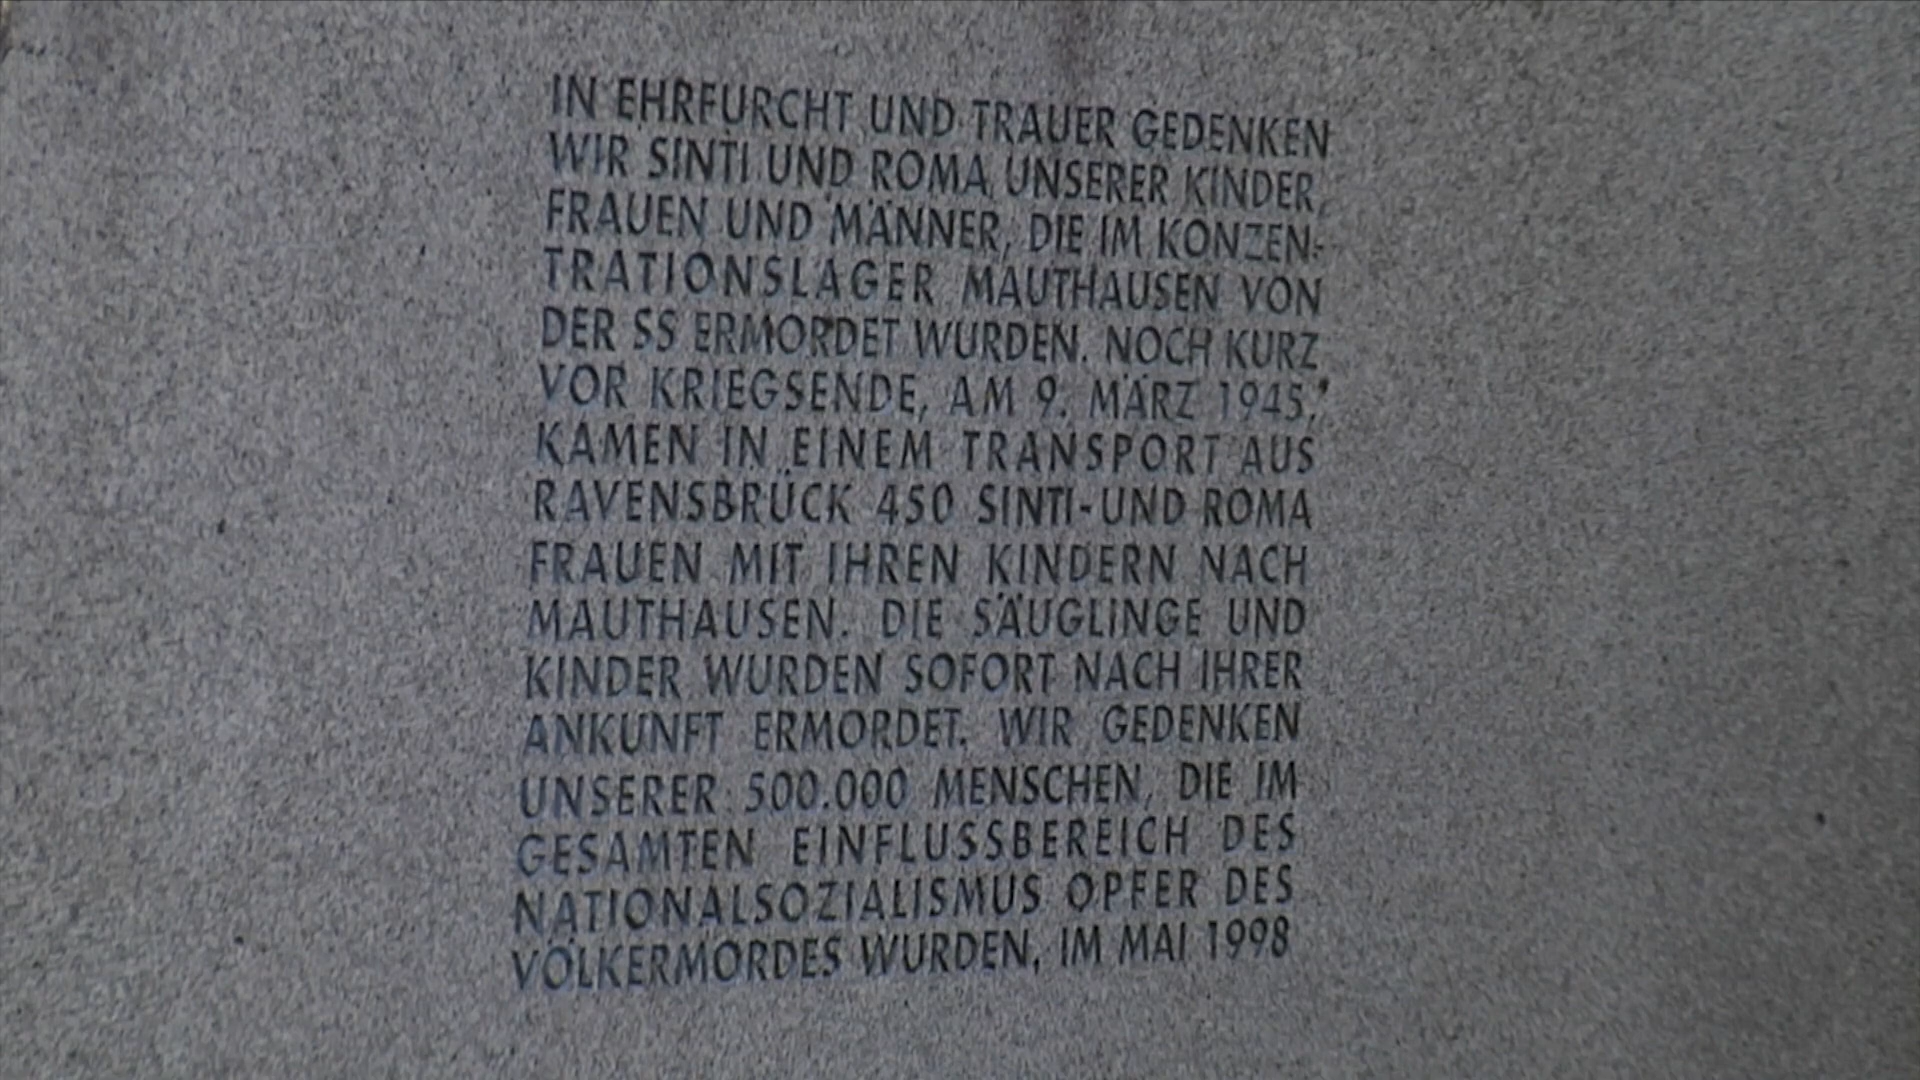 IN EHRFURCHT UND TRAUER GEDENKEN
WIR SINTI UND ROMA UNSERER KINDER,
FRAUEN UND MÄNNER, DIE IM KONZEN-
TRATIONSLAGER MAUTHAUSEN VON
DER SS ERMORDET WURDEN. NOCH KURZ
VOR KRIEGSENDE, AM 9. MÄRZ 1945,
KAMEN IN EINEM TRANSPORT AUS
RAVENSBRÜCK 450 SINTI-UND ROMA
FRAUEN MIT IHREN KINDERN NACH
MAUTHAUSEN. DIE SÄUGLINGE UND
KINDER WURDEN SOFORT NACH IHRER
ANKUNFT ERMORDET. WIR GEDENKEN
UNSERER 500.000 MENSCHEN, DIE IM
GESAMTEN EINFLUSSBEREICH DES
NATIONALSOZIALISMUS OPFER DES
VÖLKERMORDES WURDEN, IM MAI 1998